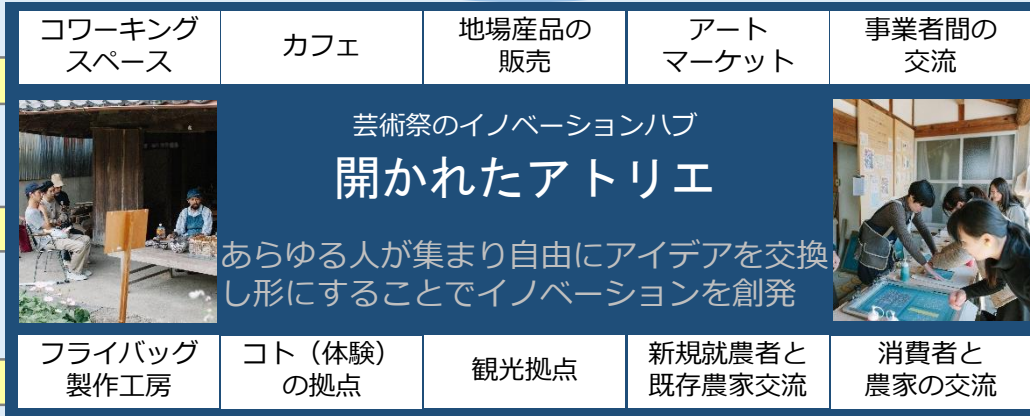 コワーキング
スペース
カフェ
地場産品の
販売
アート
マーケット
事業者間の
交流
芸術祭のイノベーションハブ
開かれたアトリエ
あらゆる人が集まり自由にアイデアを交換
し形にすることでイノベーションを創発
フライバッグ
製作工房
コト（体験）
の拠点
観光拠点
新規就農者と
既存農家交流
消費者と
農家の交流